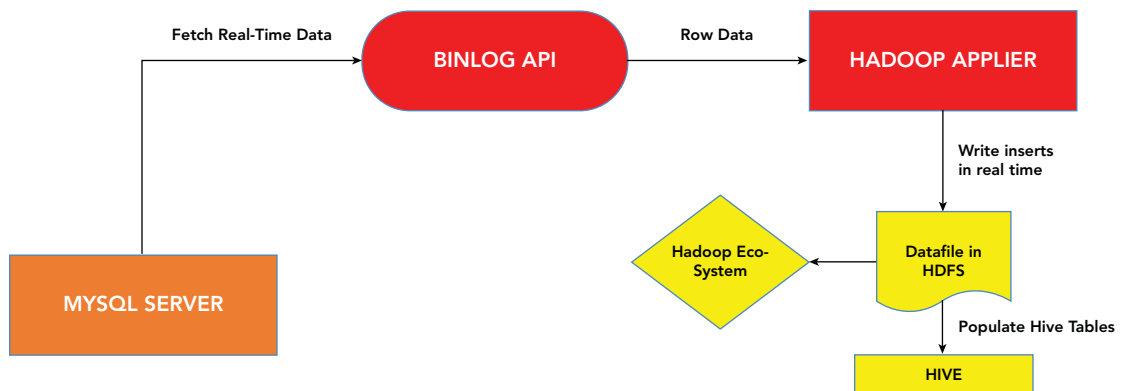 Fetch Real-Time Data
BINLOG API
Row Data
HADOOP APPLIER
Write inserts
in real time
Hadoop Eco-
System
Datafile in
HDFS
MYSQL SERVER
Populate Hive Tables
HIVE